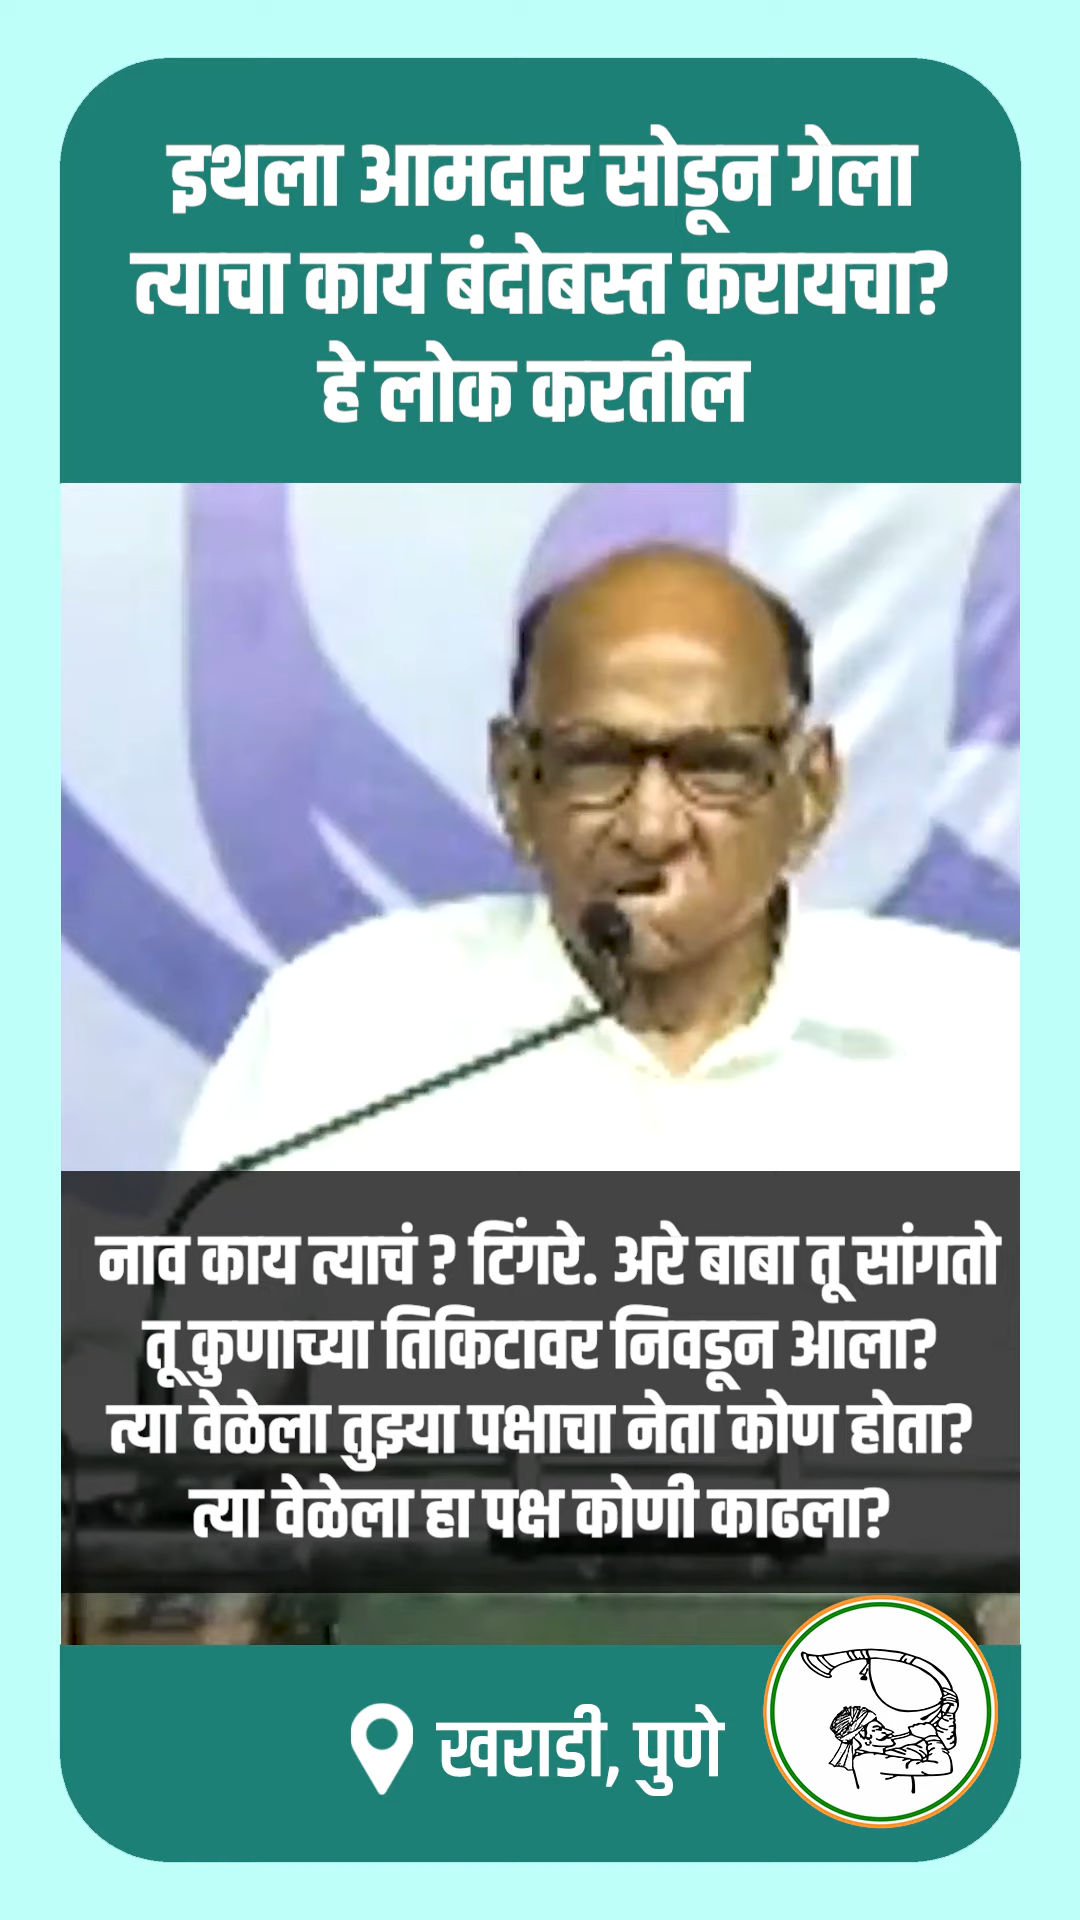 इथला आमदार सोडून गेला
त्याचा काय बंदोबस्त करायचा?
हे लोक करतील
नाव काय त्याचं ? टिंगरे. अरे बाबा तू सांगतो
तू कुणाच्या तिकिटावर निवडून आला?
त्या वेळेला तुझ्या पक्षाचा नेता कोण होता?
त्या वेळेला हा पक्ष कोणी काढला?
खराडी, पुणे